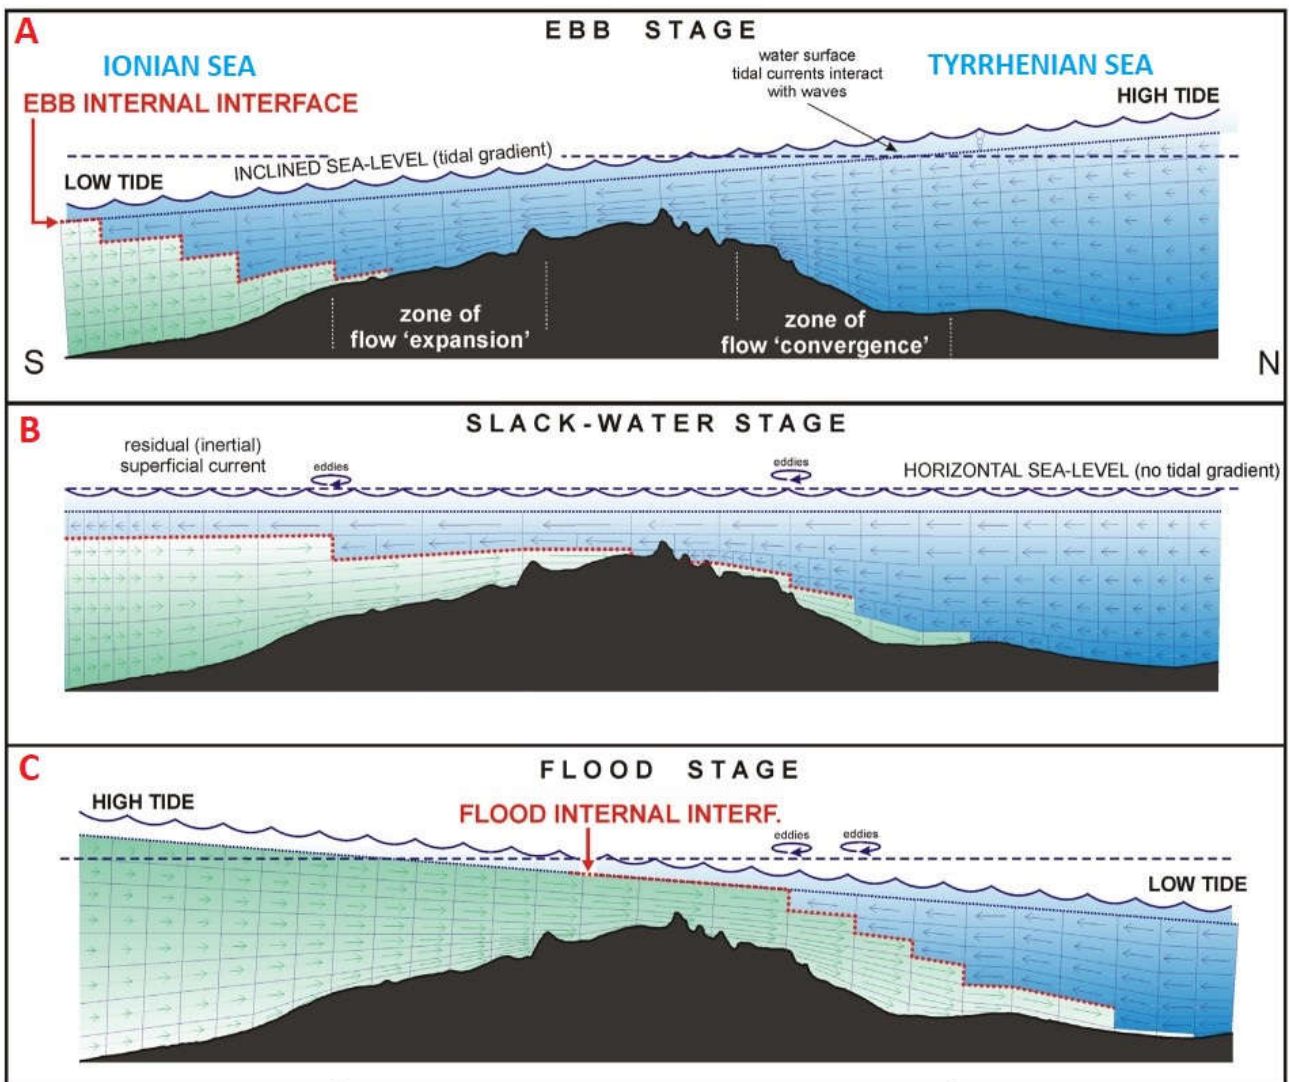 A
EBB STAGE
IONIAN SEA
water surface
tidal currents interact
with waves
TYRRHENIAN SEA
EBB INTERNAL INTERFACE
HIGH TIDE
INCLINED SEA-LEVEL (tidal gradient)
LOW TIDE
zone of
flow ‘expansion’
zone of
flow ‘convergence’
S
N
B
SLACK-WATER STAGE
residual (inertial)
superficial current
eddies
eddies
HORIZONTAL SEA-LEVEL (no tidal gradient)
C
FLOOD STAGE
HIGH TIDE
FLOOD INTERNAL INTERF.
eddies
eddies
LOW TIDE